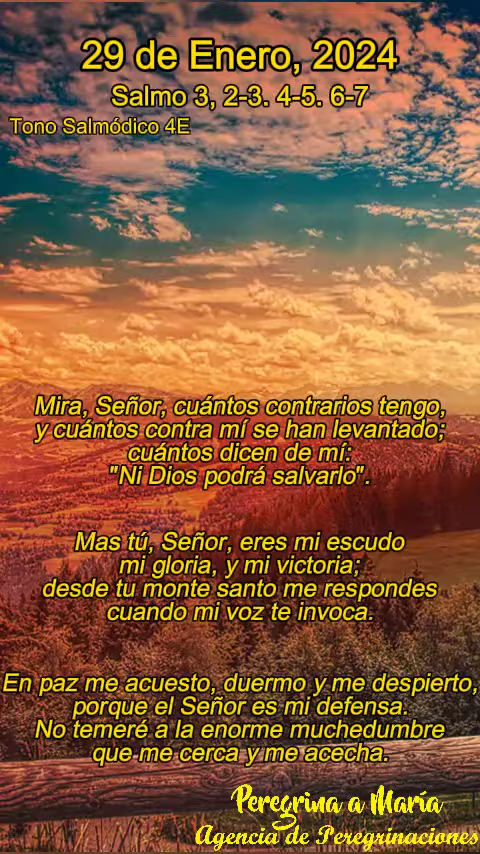 29 de Enero, 2024
Salmo 3, 2-3. 4-5. 6-7
Tono Salmódico 4E
Mira, Señor, cuántos contrarios tengo,
y cuántos contra mí se han levantado;
cuántos dicen de mí:
"Ni Dios podrá salvarlo".
Mas tú, Señor, eres mi escudo
mi gloria, y mi victoria;
desde tu monte santo me respondes
cuando mi voz te invoca.
En paz me acuesto, duermo y me despierto,
porque el Señor es mi defensa.
No temeré a la enorme muchedumbre
que me cerca y me acecha.
Peregrina a María
Agencia de Peregrinaciones